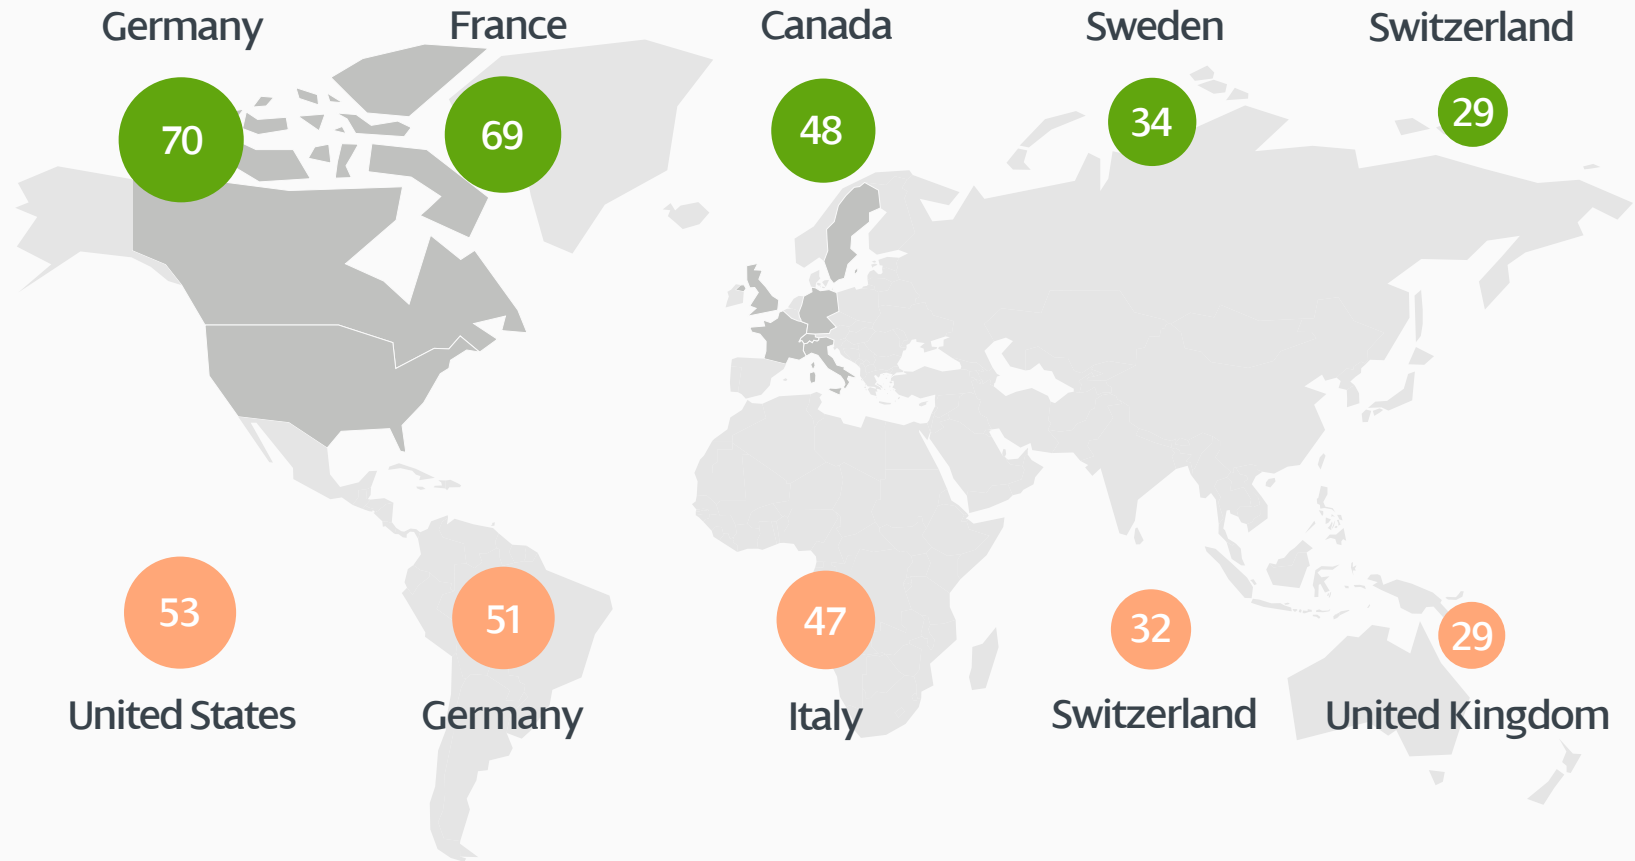 Germany France Canada Sweden Switzerland
70 69 48 34 29
53 51 47 32 29
United States Germany Italy Switzerland United Kingdom